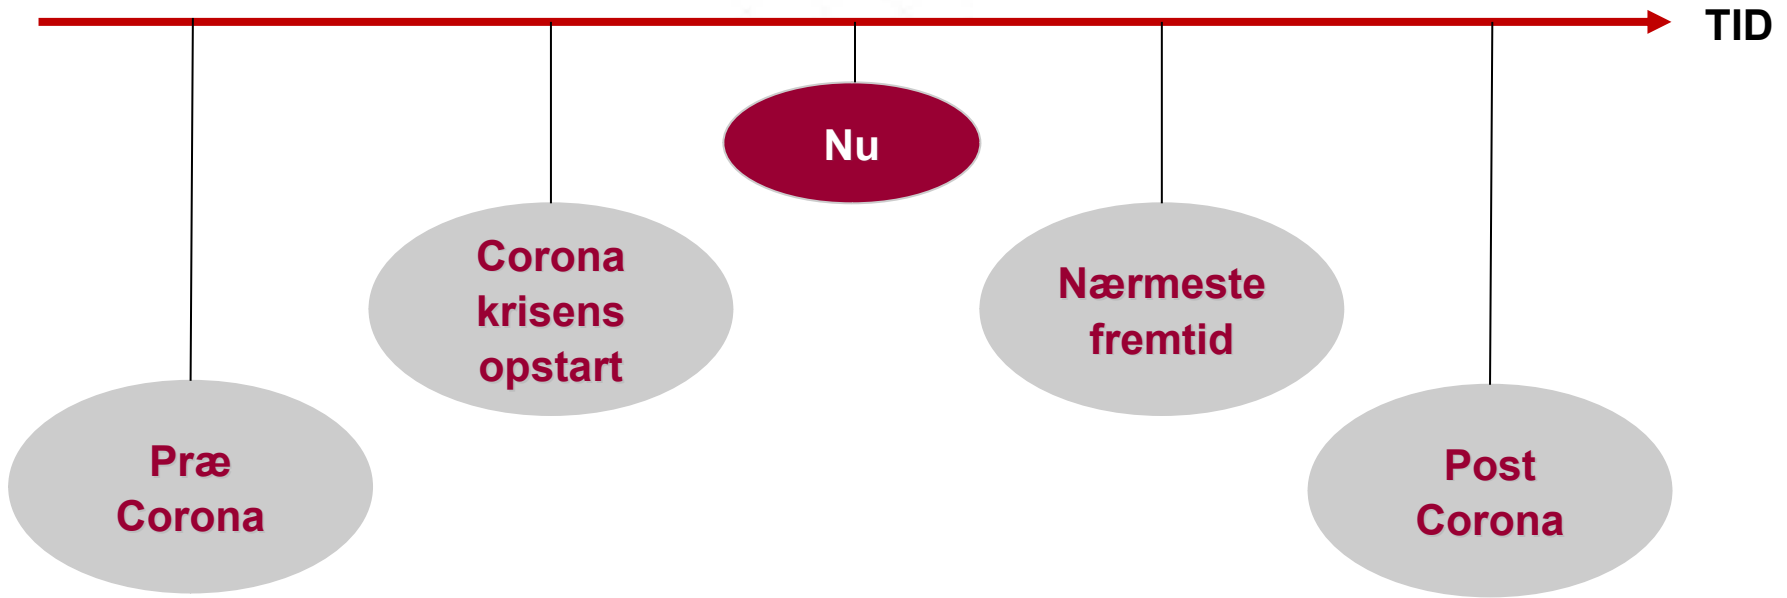 TID
Nu
Corona
krisens
opstart
Nærmeste
fremtid
Præ
Corona
Post
Corona